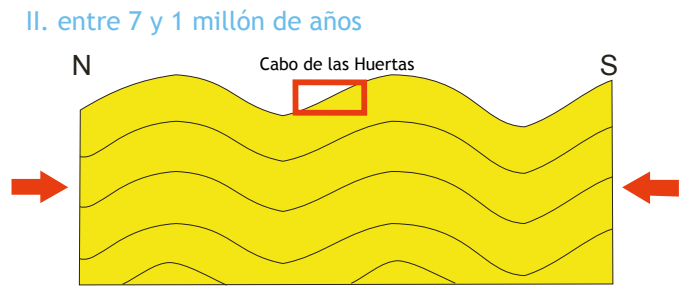 II. entre 7 y 1 millón de años
N Cabo de las Huertas S